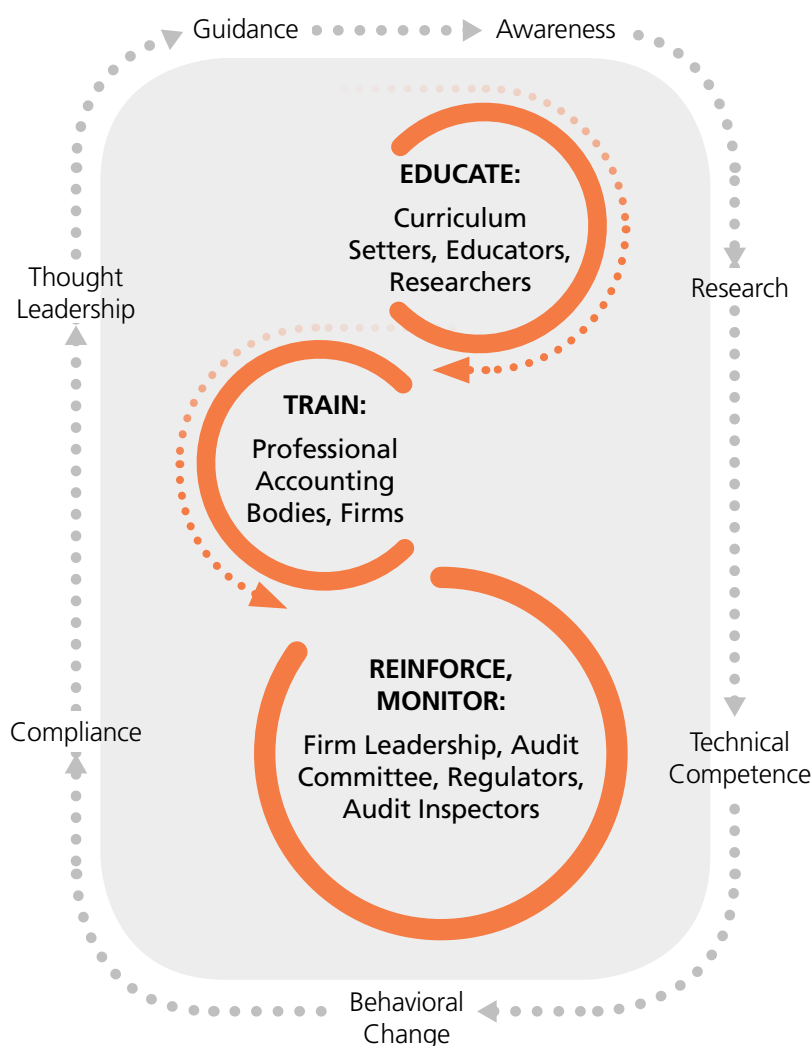 Guidance
Awareness
EDUCATE:
Curriculum
Setters, Educators,
Researchers
Thought
Leadership
Research
TRAIN:
Professional
Accounting
Bodies, Firms
REINFORCE,
MONITOR:
Firm Leadership, Audit
Committee, Regulators,
Audit Inspectors
Compliance
Technical
Competence
Behavioral
Change